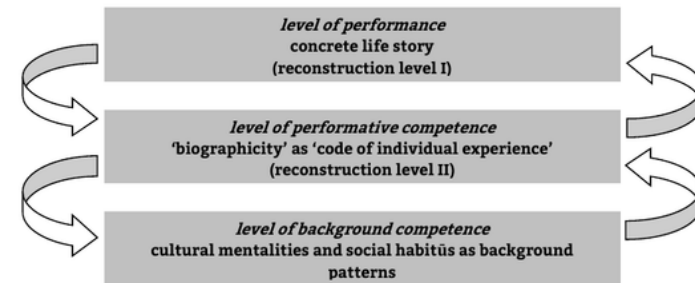 level of performance
concrete life story
(reconstruction level I)
level of performative competence
‘biographicity’ as ‘code of individual experience’
(reconstruction level II)
level of background competence
cultural mentalities and social habitūs as background
patterns